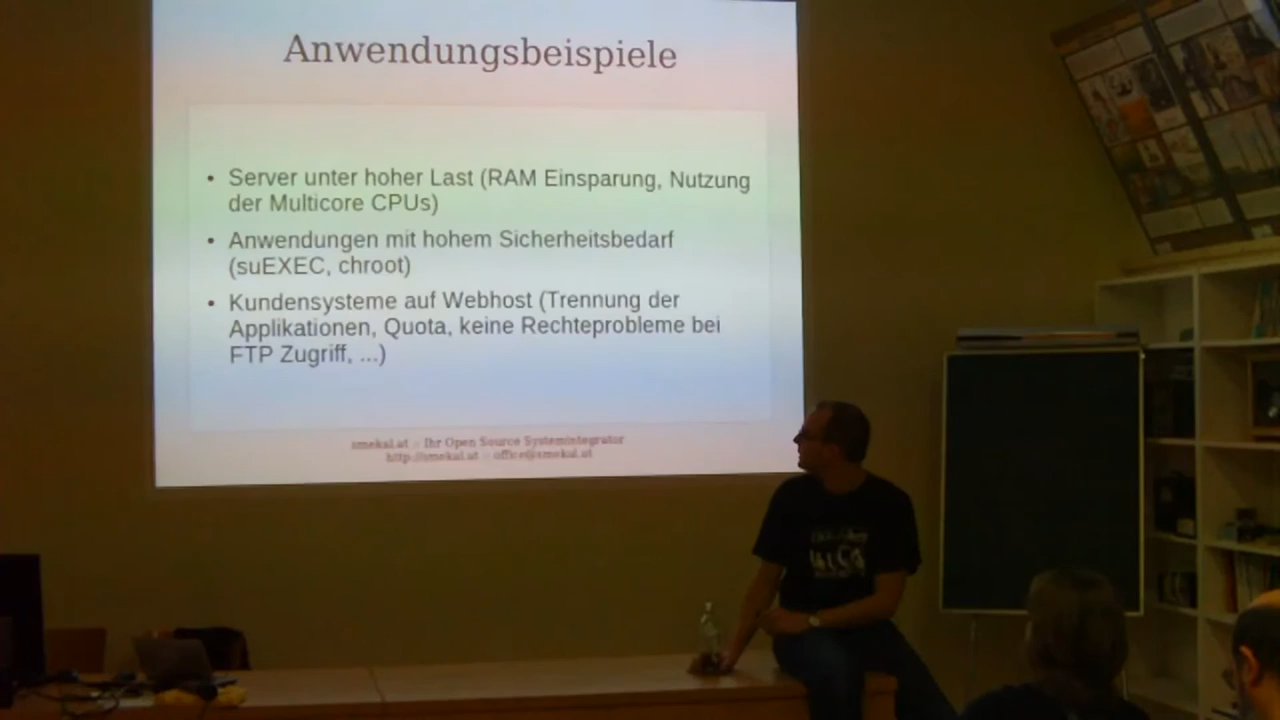 Anwendungsbeispiele
• Server unter hoher Last (RAM Einsparung, Nutzung
der Multicore CPUs)
• Anwendungen mit hohem Sicherheitsbedarf
(suEXEC, chroot)
• Kundensysteme auf Webhost (Trennung der
Applikationen, Quota, keine Rechteprobleme bei
FTP Zugriff, ...)
smekal.at :: Ihr Open Source Systemintegrator
http://smekal.at :: office@smekal.at